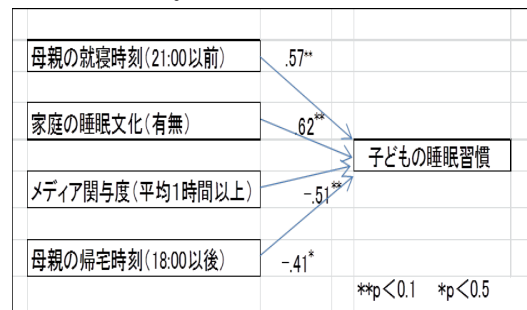 母親の就寝時刻(21:00以前)
.57**
家庭の睡眠文化(有無)
.62**
子どもの睡眠習慣
メディア関与度(平均1時間以上)
-.51**
母親の帰宅時刻(18:00以後)
-.41*
**p<0.1 *p<0.5